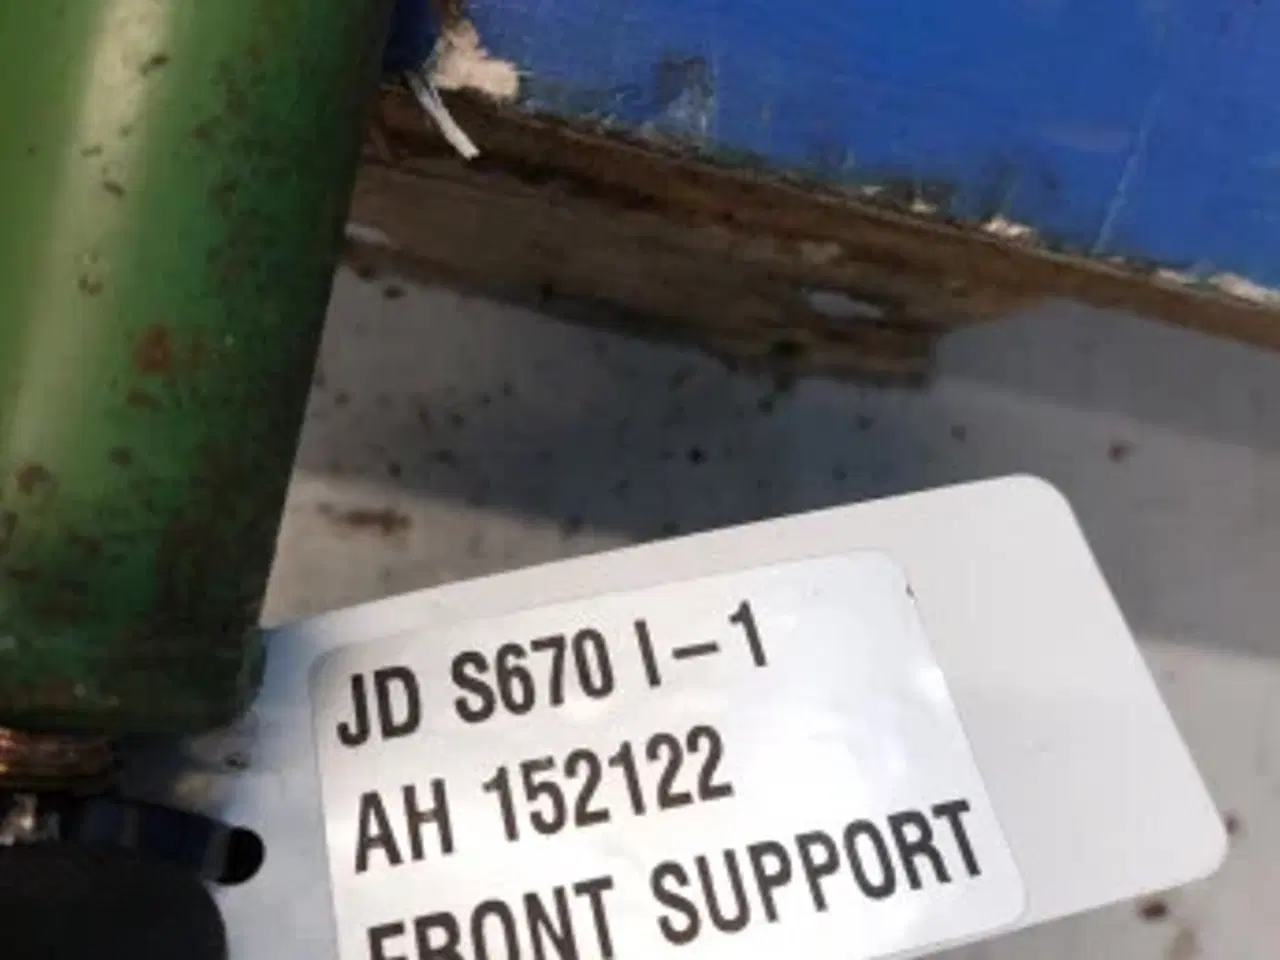 JD S670 I-1
AH 152122
FRONT SUPPORT